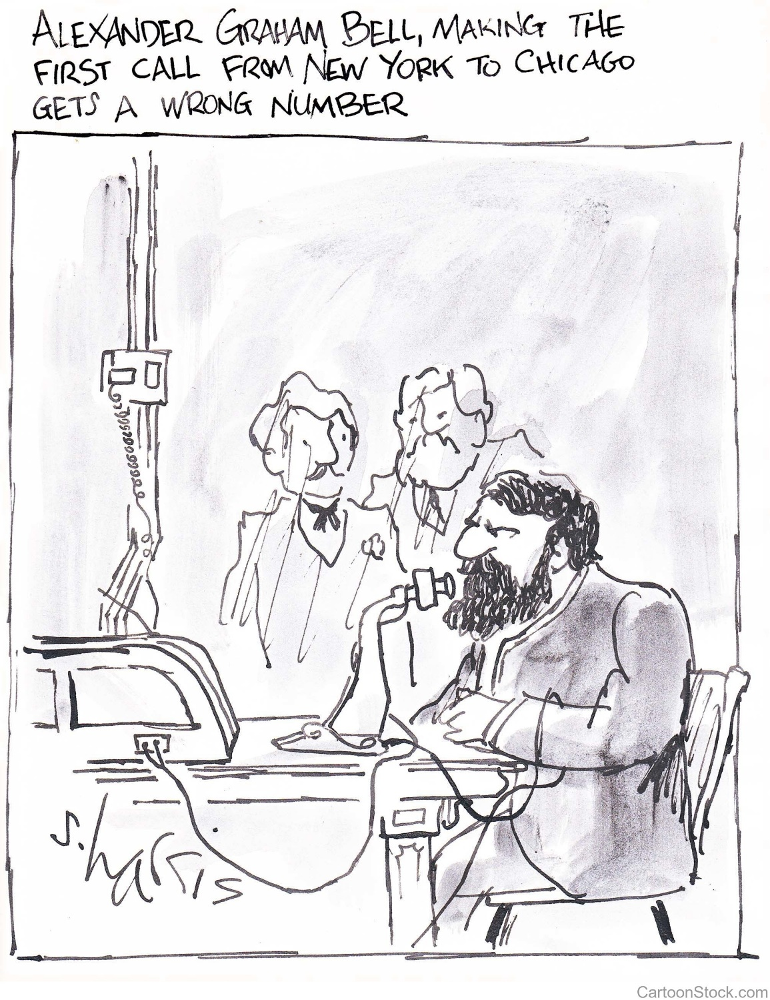 ALEXANDER GRAHAM BELL, MAKING THE
FIRST CALL FROM NEW YORK TO CHICAGO
GETS A WRONG NUMBER
S. harris
CartoonStock.com